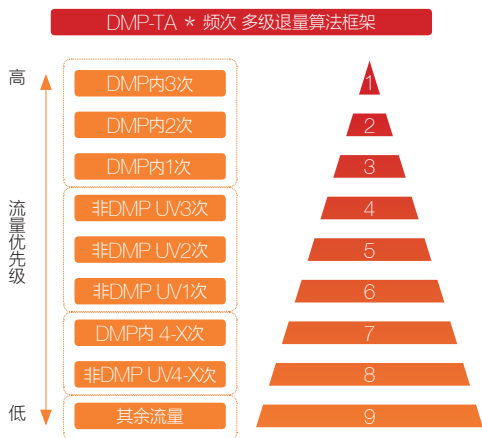 DMP-TA * 频次 多级退量算法框架
高
DMP内3次
1
DMP内2次
2
DMP内1次
3
流量优先级
非DMP UV3次
4
非DMP UV2次
5
非DMP UV1次
6
DMP内 4-X次
7
非DMP UV4-X次
8
低
其余流量
9